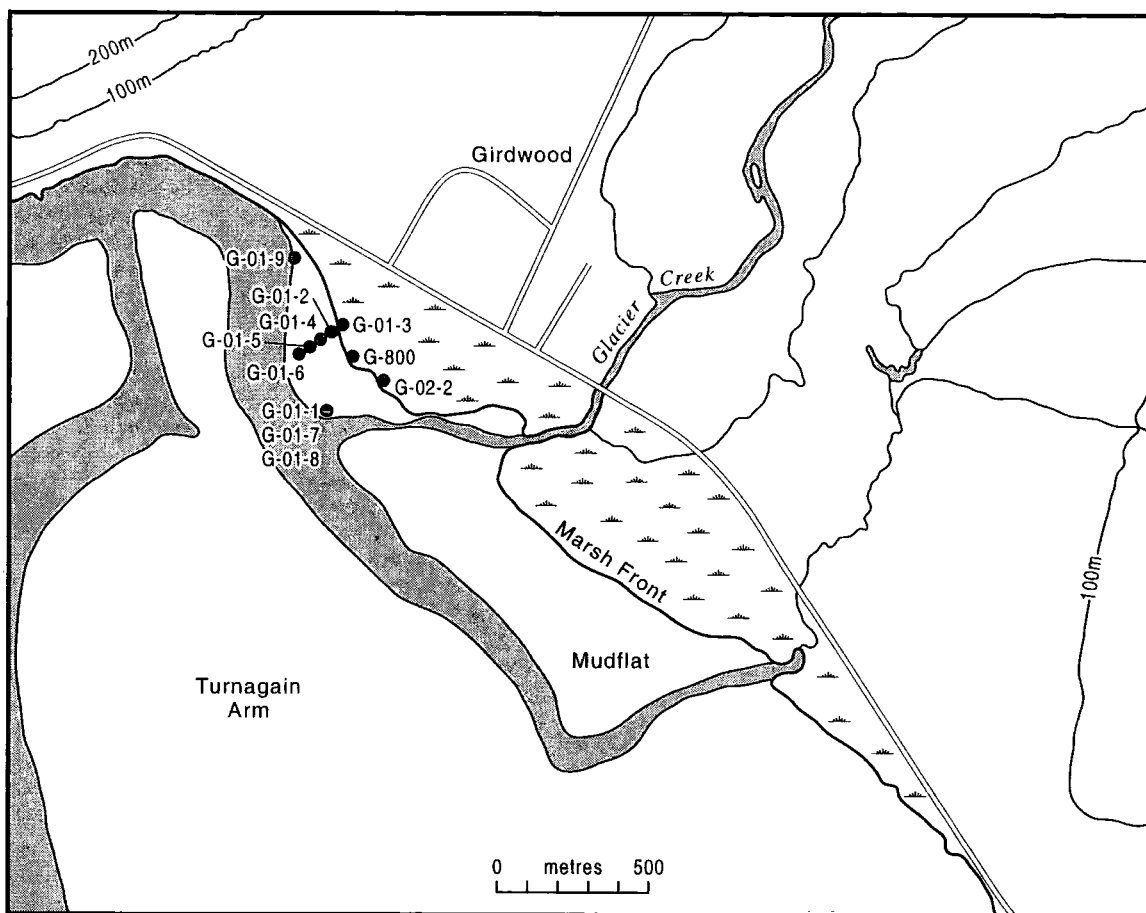 200m
100m
Girdwood
G-01-9
Creek
G-01-2
G-01-4
G-01-3
Glacier
G-01-5
G-800
G-01-6
G-02-2
G-01-1
G-01-7
G-01-8
Marsh Front
100m
Mudflat
Turnagain
Arm
0 metres 500